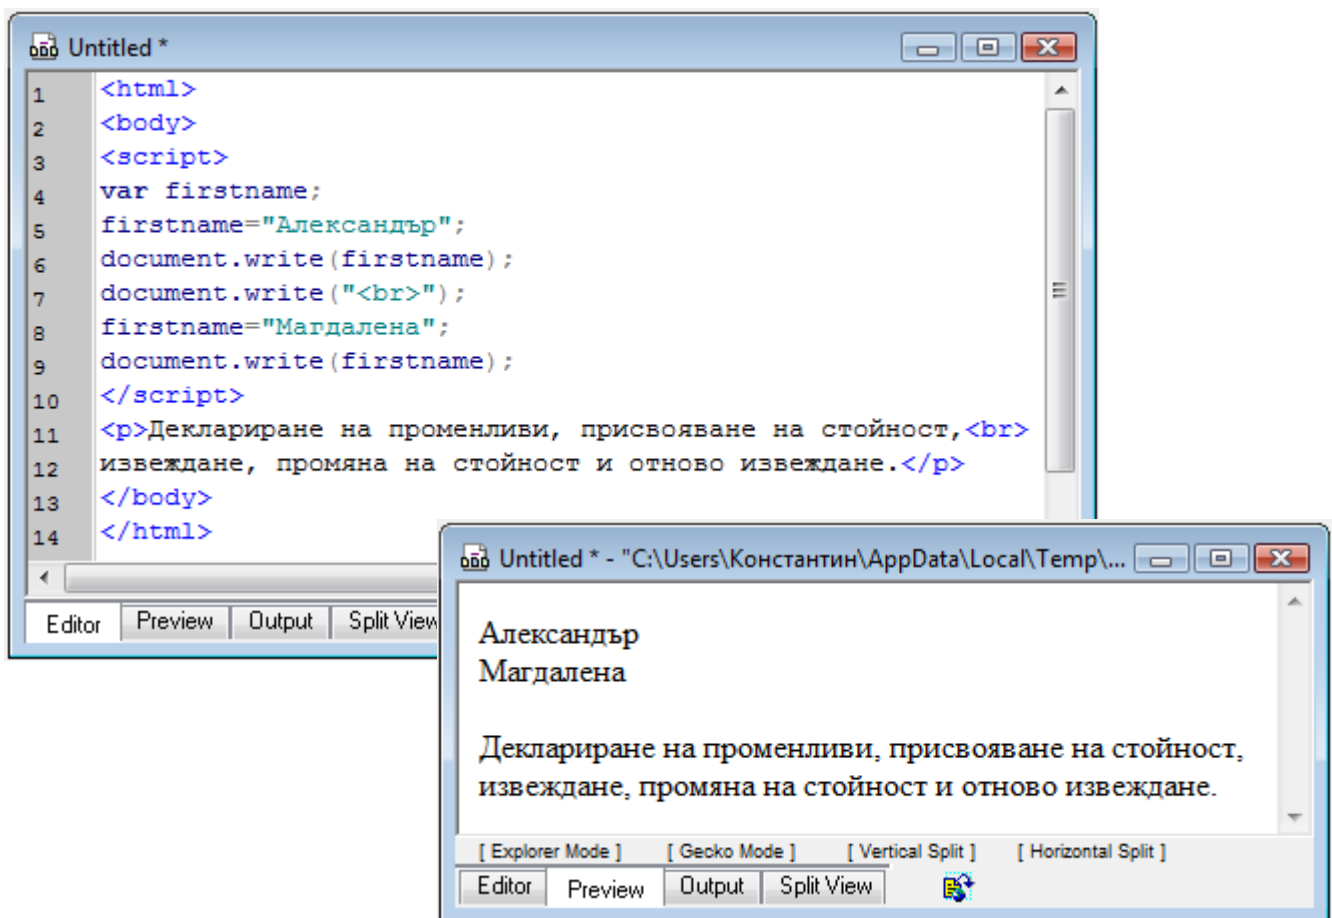 Untitled *
1 <html>
2 <body>
3 <script>
4 var firstname;
5 firstname="Александър";
6 document.write(firstname);
7 document.write("<br>");
8 firstname="Магдалена";
9 document.write(firstname);
10 </script>
11 <p>Деклариране на променливи, присвояване на стойност,<br>
12 извеждане, промяна на стойност и отново извеждане.</p>
13 </body>
14 </html>
Editor Preview Output Split View
Untitled * - "C:\Users\Константин\AppData\Local\Temp\...
Александър
Магдалена
Деклариране на променливи, присвояване на стойност,
извеждане, промяна на стойност и отново извеждане.
[ Explorer Mode ] [ Gecko Mode ] [ Vertical Split ] [ Horizontal Split ]
Editor Preview Output Split View